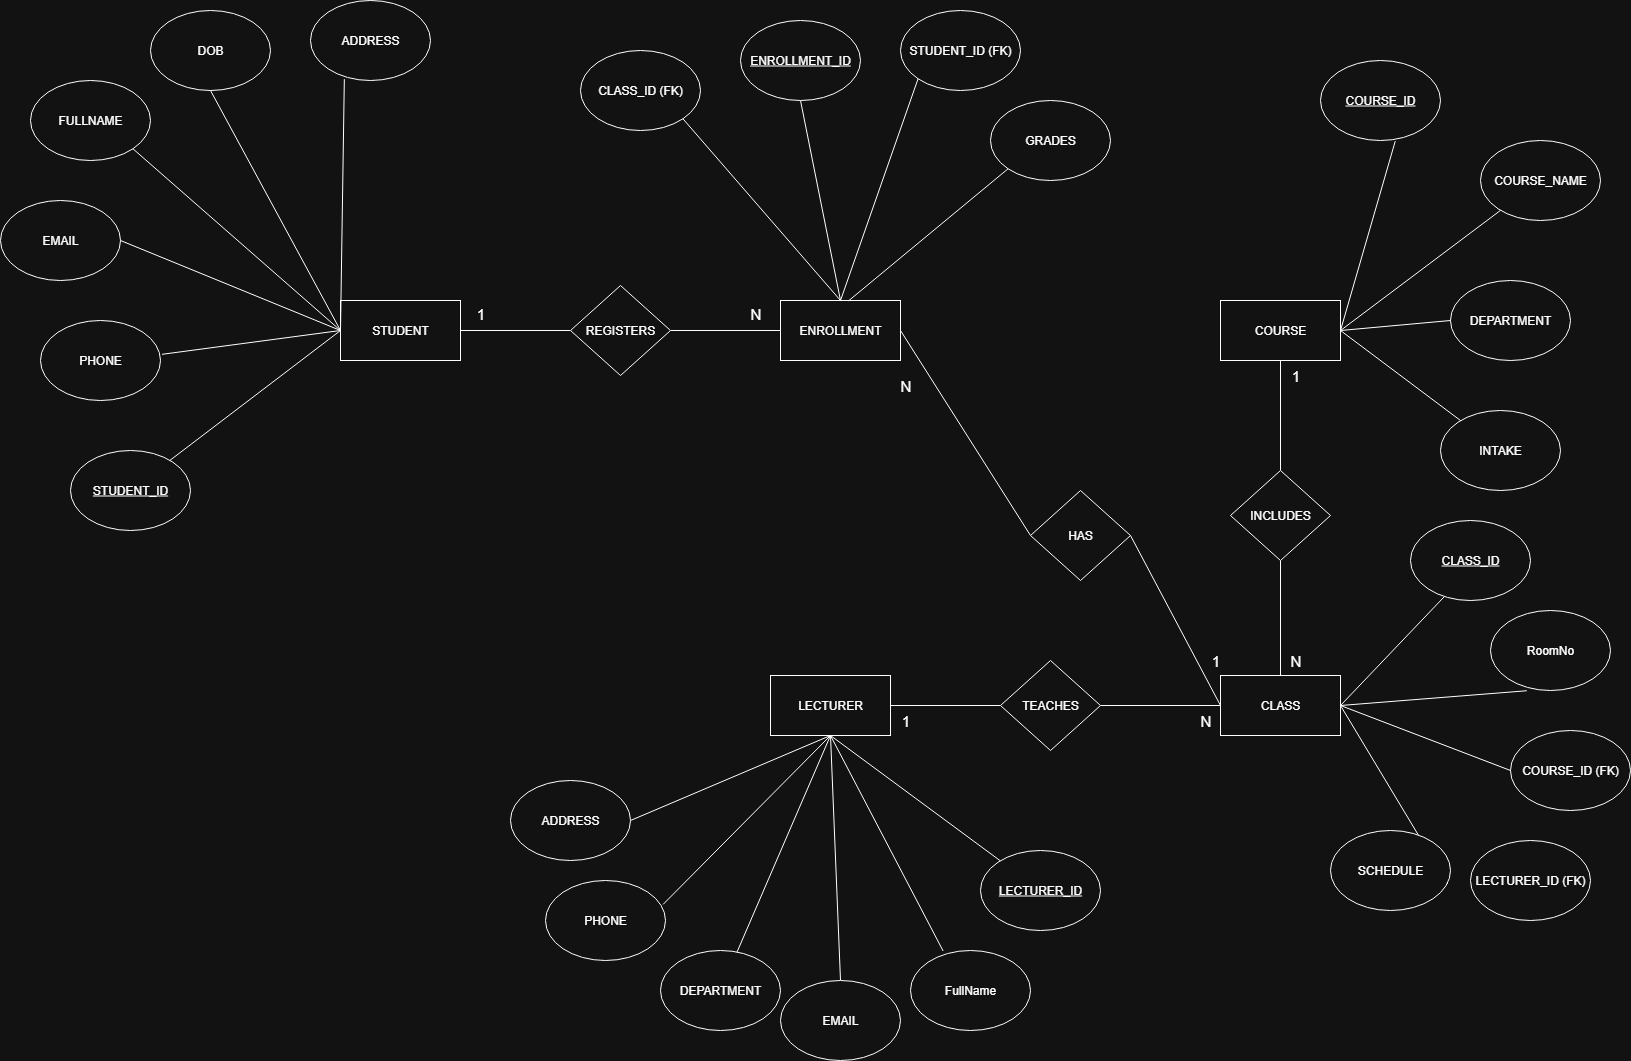 ADDRESS
DOB
FULLNAME
EMAIL
PHONE
STUDENT_ID
STUDENT
1
REGISTERS
N
CLASS_ID (FK)
ENROLLMENT_ID
STUDENT_ID (FK)
GRADES
ENROLLMENT
N
HAS
1
COURSE_ID
COURSE_NAME
DEPARTMENT
INTAKE
COURSE
1
INCLUDES
N
CLASS_ID
RoomNo
COURSE_ID (FK)
SCHEDULE
LECTURER_ID (FK)
CLASS
N
TEACHES
1
LECTURER
ADDRESS
PHONE
DEPARTMENT
EMAIL
FullName
LECTURER_ID